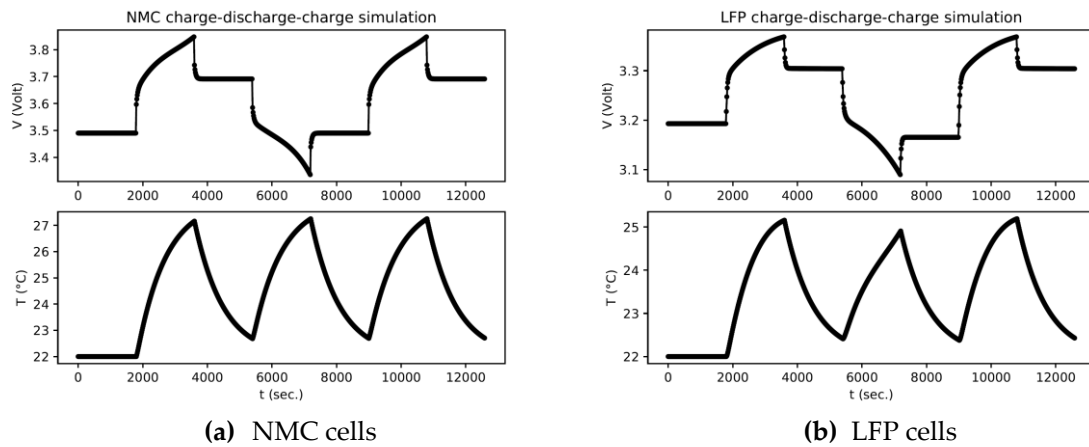 NMC charge-discharge-charge simulation
3.8
3.7
3.6
3.5
3.4
V (Volt)
0 2000 4000 6000 8000 10000 12000
27
26
25
24
23
22
T (°C)
0 2000 4000 6000 8000 10000 12000
t (sec.)
(a) NMC cells
LFP charge-discharge-charge simulation
3.3
3.2
3.1
V (Volt)
0 2000 4000 6000 8000 10000 12000
25
24
23
22
T (°C)
0 2000 4000 6000 8000 10000 12000
t (sec.)
(b) LFP cells